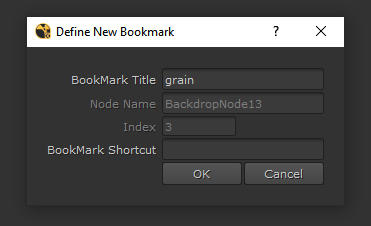 Define New Bookmark ?
BookMark Title grain
Node Name BackdropNode13
Index 3
BookMark Shortcut
OK Cancel